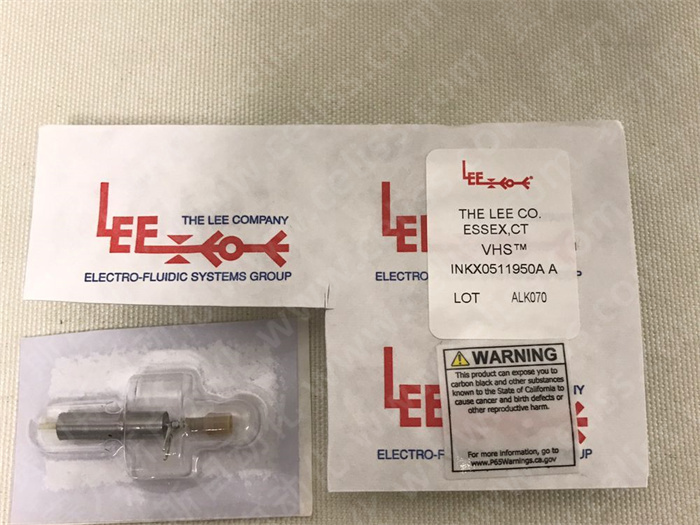 LEE
THE LEE COMPANY
ELECTRO-FLUIDIC SYSTEMS GROUP
LEE
THE LEE CO.
ESSEX,CT
VHS™
INKX0511950A A
LOT ALK070
LEE
GROUP
WARNING
This product can expose you to
carbon black and other substances
known to the State of California to
cause cancer and birth defects or
other reproductive harm.
For more information, go to
www.P65Warnings.ca.gov
LEE
ELECTRO-FL